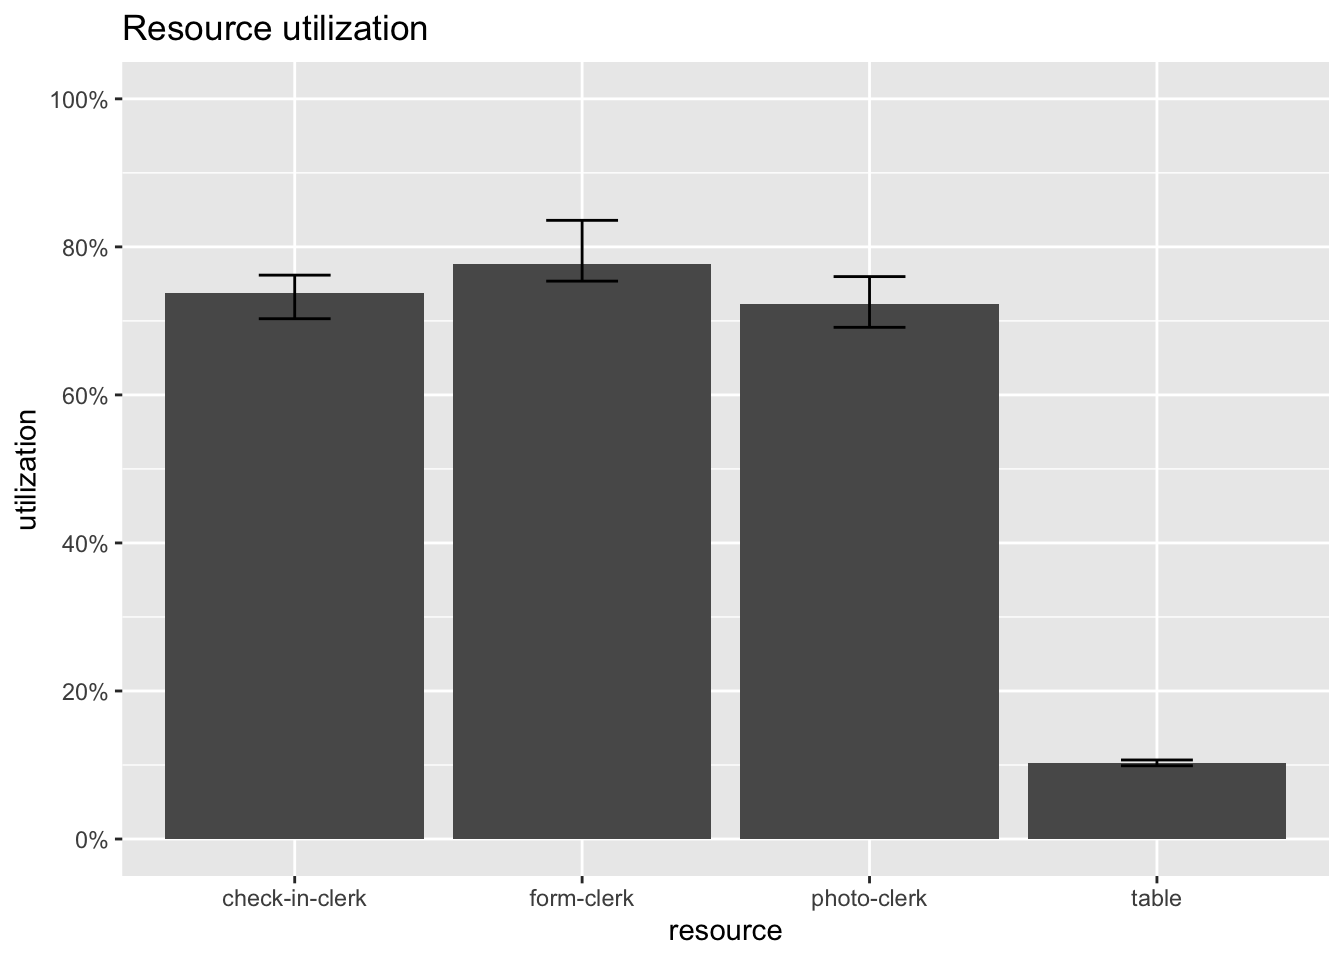 Resource utilization
100%
80%
60%
40%
20%
0%
utilization
check-in-clerk
form-clerk
photo-clerk
table
resource